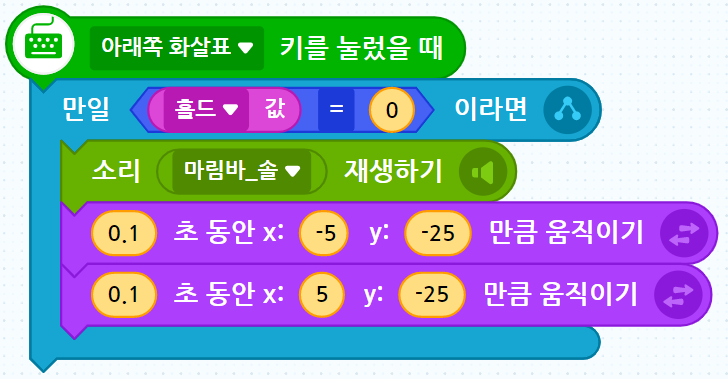 아래쪽 화살표 ▼ 키를 눌렀을 때
만일 홀드 ▼ 값 = 0 이라면
소리 마림바_솔 ▼ 재생하기
0.1 초 동안 x: -5 y: -25 만큼 움직이기
0.1 초 동안 x: 5 y: -25 만큼 움직이기